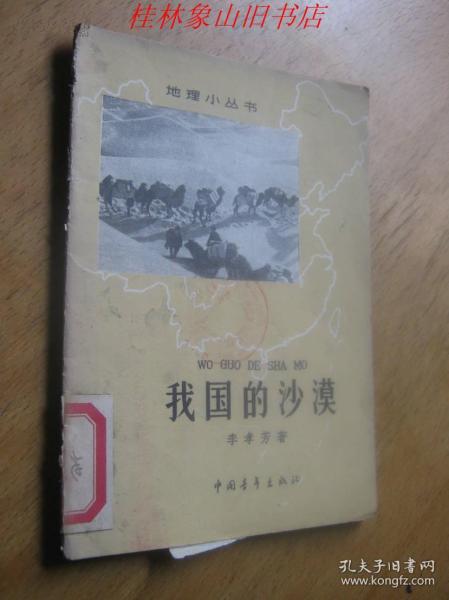 桂林象山旧书店
地理小丛书
WO GUO DE SHA MO
我国的沙漠
李孝芳著
中国青年出版社
孔夫子旧书网
www.kongfz.com